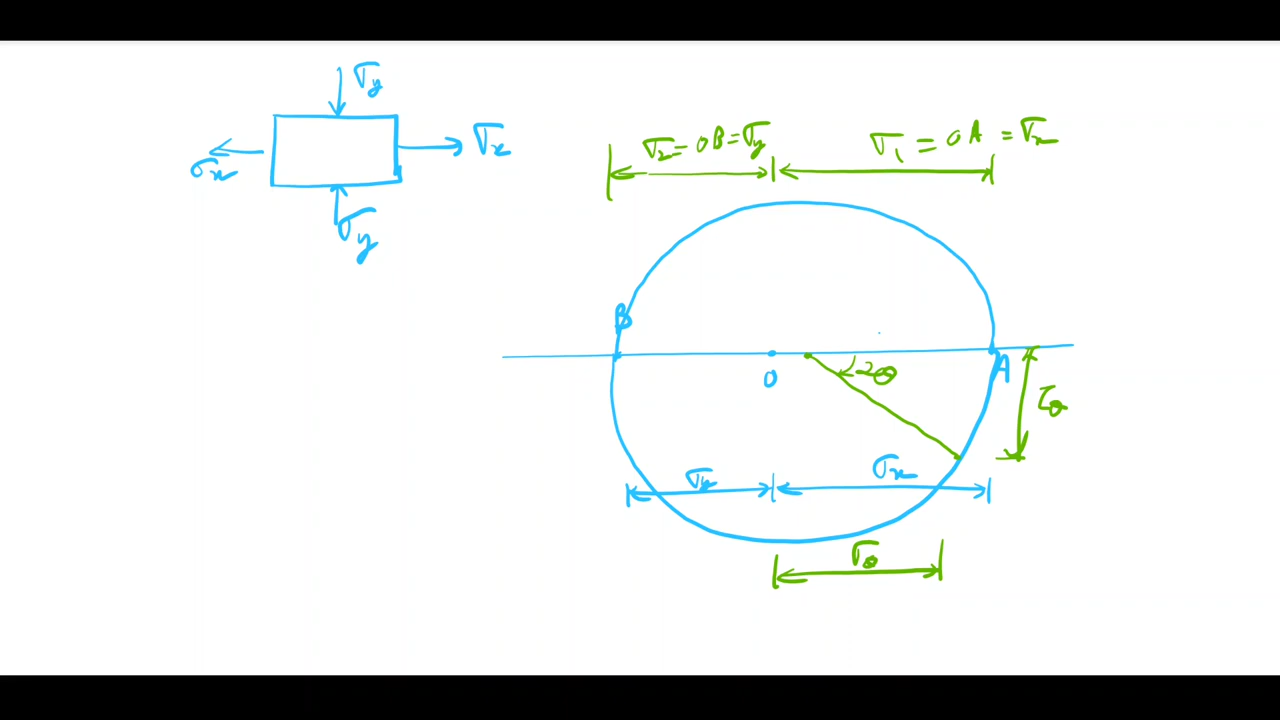 σy
σx
σx
σy
σ2 = OB = σy
σ1 = OA = σx
B
O
2θ
A
τθ
σy
σx
σθ